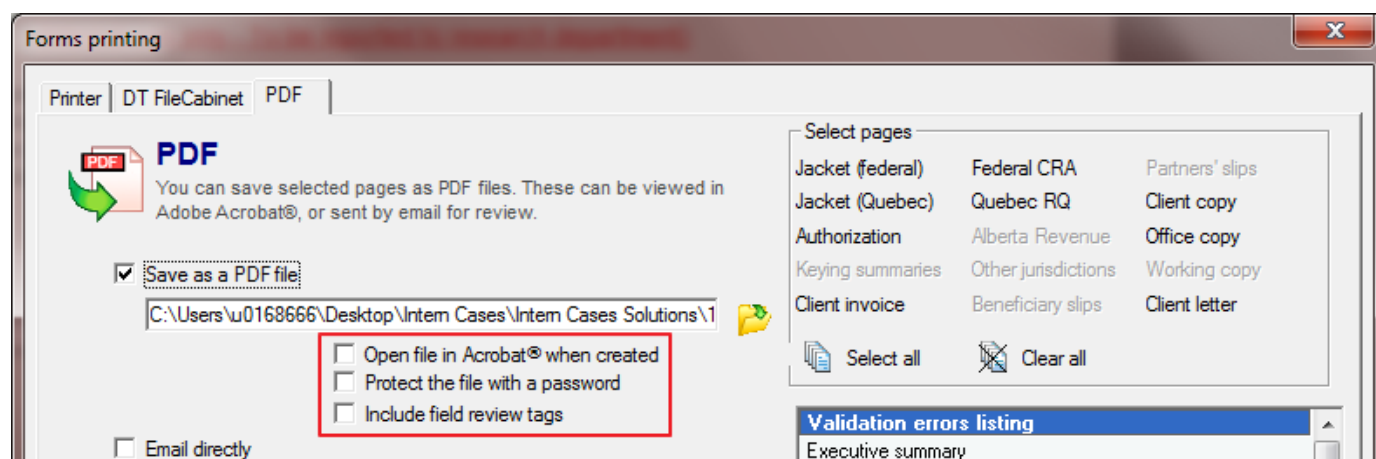 Forms printing
x
Printer DT FileCabinet PDF
PDF
PDF
You can save selected pages as PDF files. These can be viewed in
Adobe Acrobat®, or sent by email for review.
Save as a PDF file
C:\Users\u0168666\Desktop\Intern Cases\Intern Cases Solutions\1
Open file in Acrobat® when created
Protect the file with a password
Include field review tags
Email directly
Select pages
Jacket (federal) Federal CRA Partners' slips
Jacket (Quebec) Quebec RQ Client copy
Authorization Alberta Revenue Office copy
Keying summaries Other jurisdictions Working copy
Client invoice Beneficiary slips Client letter
Select all Clear all
Validation errors listing
Executive summary